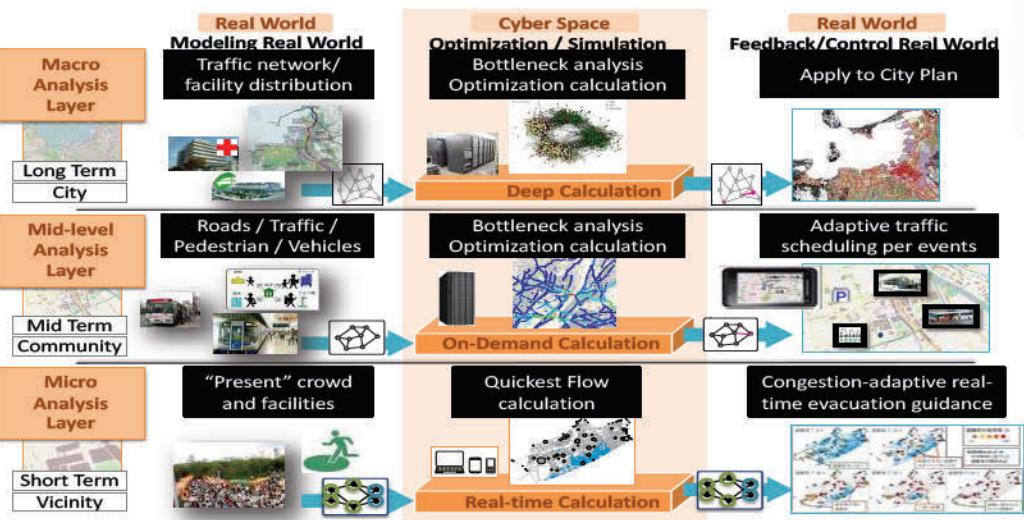 Real World
Cyber Space
Real World
Modeling Real World
Optimization / Simulation
Feedback/Control Real World
Macro
Analysis
Layer
Long Term
City
Traffic network/
facility distribution
Bottleneck analysis
Optimization calculation
Deep Calculation
Apply to City Plan
Mid-level
Analysis
Layer
Mid Term
Community
Roads / Traffic /
Pedestrian / Vehicles
Bottleneck analysis
Optimization calculation
On-Demand Calculation
Adaptive traffic
scheduling per events
P
Micro
Analysis
Layer
Short Term
Vicinity
“Present” crowd
and facilities
Quickest Flow
calculation
Real-time Calculation
Congestion-adaptive real-
time evacuation guidance